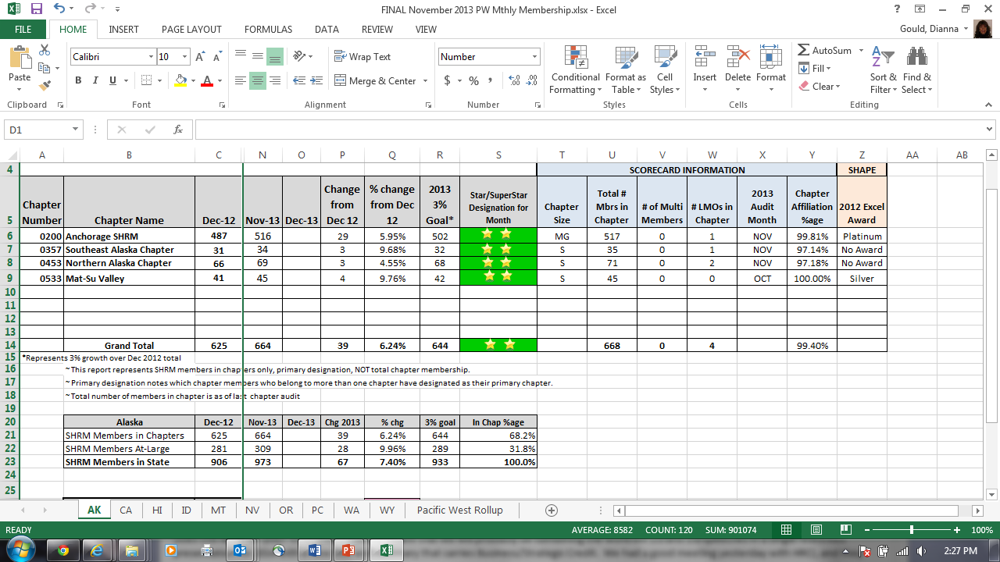 FINAL November 2013 PW Mthly Membership.xlsx - Excel
FILE HOME INSERT PAGE LAYOUT FORMULAS DATA REVIEW VIEW Gould, Dianna
Calibri 10 Wrap Text Number AutoSum
Paste Conditional Formatting Format as Table Cell Styles Insert Delete Format Fill Sort & Filter Find & Select
B I U A Merge & Center $ % , Clear
Clipboard Font Alignment Number Styles Cells Editing
D1 fx
A B C N O P Q R S T U V W X Y Z AA AB
4 SCORECARD INFORMATION SHAPE
5 Chapter Number Chapter Name Dec-12 Nov-13 Dec-13 Change from Dec 12 % change from Dec 12 2013 3% Goal* Star/SuperStar Designation for Month Chapter Size Total # Mbrs in Chapter # of Multi Members # LMOs in Chapter 2013 Audit Month Chapter Affiliation %age 2012 Excel Award
6 0200 Anchorage SHRM 487 516 29 5.95% 502 MG 517 0 1 NOV 99.81% Platinum
7 0357 Southeast Alaska Chapter 31 34 3 9.68% 32 S 35 0 1 NOV 97.14% No Award
8 0453 Northern Alaska Chapter 66 69 3 4.55% 68 S 71 0 2 NOV 97.18% No Award
9 0533 Mat-Su Valley 41 45 4 9.76% 42 S 45 0 0 OCT 100.00% Silver
10
11
12
13
14 Grand Total 625 664 39 6.24% 644 668 0 4 99.40%
15 *Represents 3% growth over Dec 2012 total
16 ~ This report represents SHRM members in chapters only, primary designation, NOT total chapter membership.
17 ~ Primary designation notes which chapter members who belong to more than one chapter have designated as their primary chapter.
18 ~ Total number of members in chapter is as of last chapter audit
19
20 Alaska Dec-12 Nov-13 Dec-13 Chg 2013 % chg 3% goal In Chap %age
21 SHRM Members in Chapters 625 664 39 6.24% 644 68.2%
22 SHRM Members At-Large 281 309 28 9.96% 289 31.8%
23 SHRM Members in State 906 973 67 7.40% 933 100.0%
24
25
AK CA HI ID MT NV OR PC WA WY Pacific West Rollup
READY AVERAGE: 8582 COUNT: 120 SUM: 901074 100%
2:27 PM